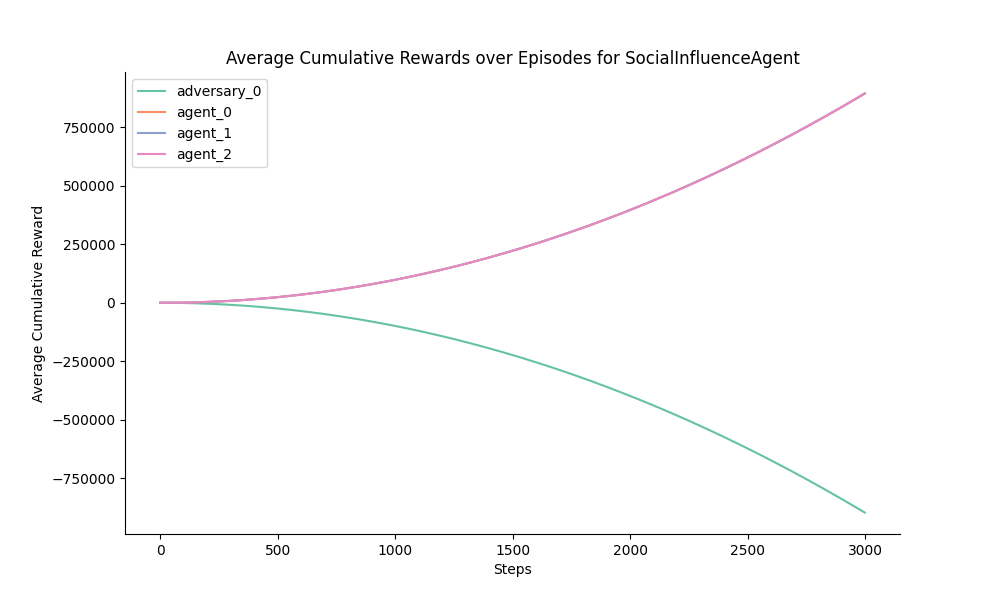 Average Cumulative Rewards over Episodes for SocialInfluenceAgent
adversary_0
agent_0
agent_1
agent_2
Average Cumulative Reward
750000
500000
250000
0
−250000
−500000
−750000
0 500 1000 1500 2000 2500 3000
Steps